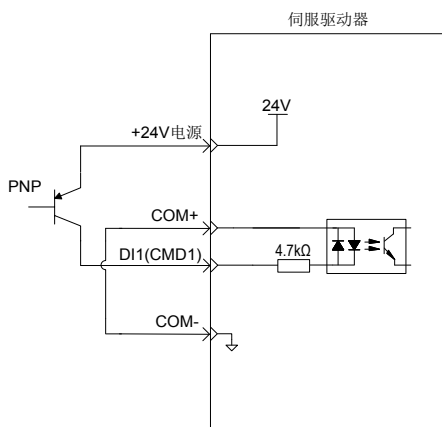 伺服驱动器
24V
+24V电源
PNP
COM+
DI1(CMD1)
4.7kΩ
COM-